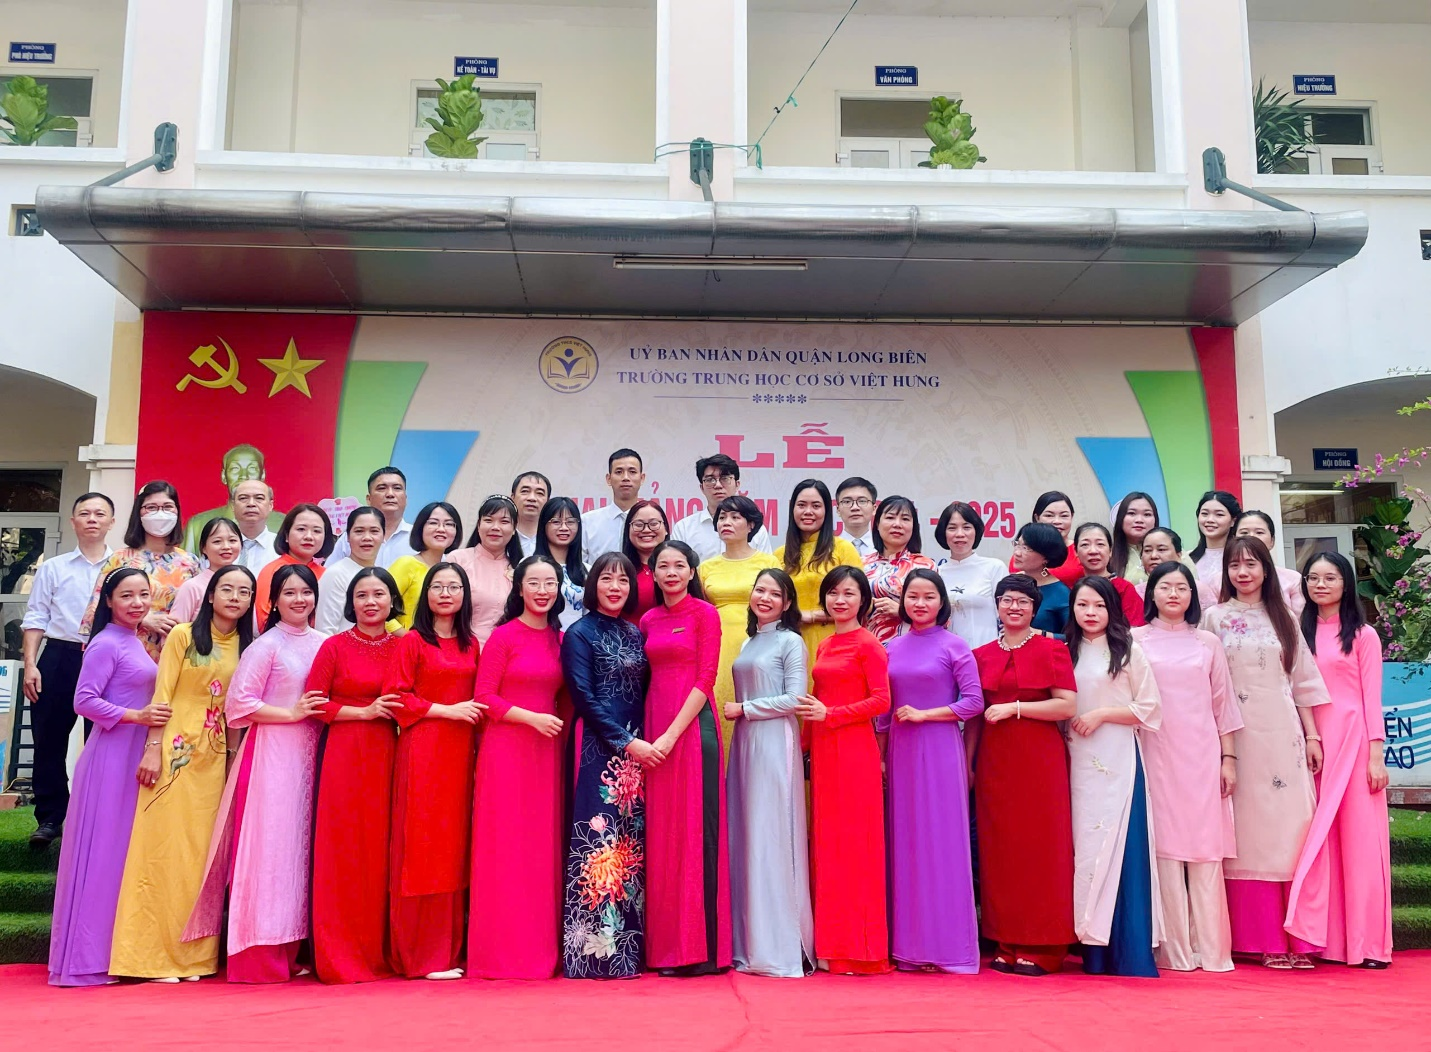 PHÒNG
PHÓ HIỆU TRƯỞNG
PHÒNG
KẾ TOÁN - TÀI VỤ
PHÒNG
VĂN PHÒNG
PHÒNG
HIỆU TRƯỞNG
UỶ BAN NHÂN DÂN QUẬN LONG BIÊN
TRƯỜNG TRUNG HỌC CƠ SỞ VIỆT HƯNG
*****
LỄ
2025
PHÒNG
HỘI ĐỒNG